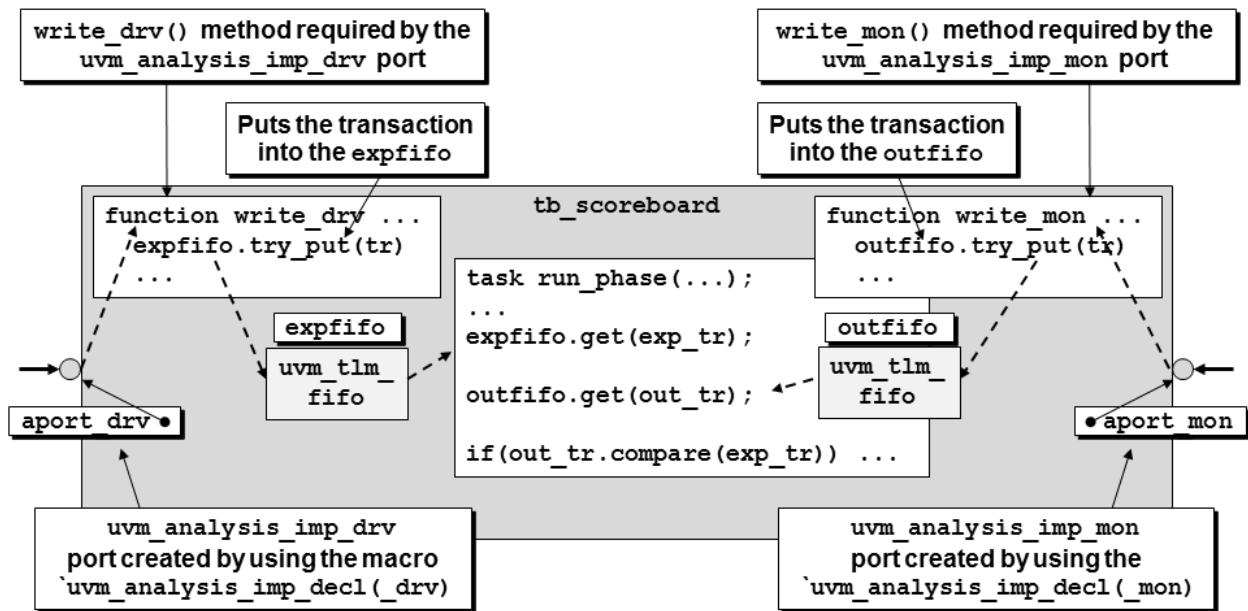 write_drv() method required by the
uvm_analysis_imp_drv port
write_mon() method required by the
uvm_analysis_imp_mon port
Puts the transaction
into the expfifo
Puts the transaction
into the outfifo
tb_scoreboard
function write_drv ...
expfifo.try_put(tr)
...
function write_mon ...
outfifo.try_put(tr)
...
task run_phase(...);
...
expfifo.get(exp_tr);
outfifo.get(out_tr);
if(out_tr.compare(exp_tr)) ...
expfifo
uvm_tlm_
fifo
outfifo
uvm_tlm_
fifo
aport_drv
aport_mon
uvm_analysis_imp_drv
port created by using the macro
`uvm_analysis_imp_decl(_drv)
uvm_analysis_imp_mon
port created by using the
`uvm_analysis_imp_decl(_mon)